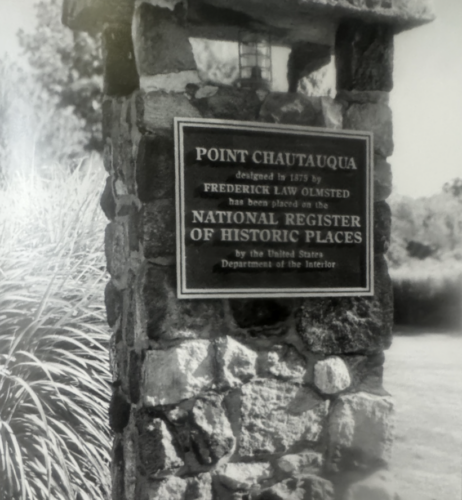 POINT CHAUTAUQUA
designed in 1875 by
FREDERICK LAW OLMSTED
has been placed on the
NATIONAL REGISTER
OF HISTORIC PLACES
by the United States
Department of the Interior